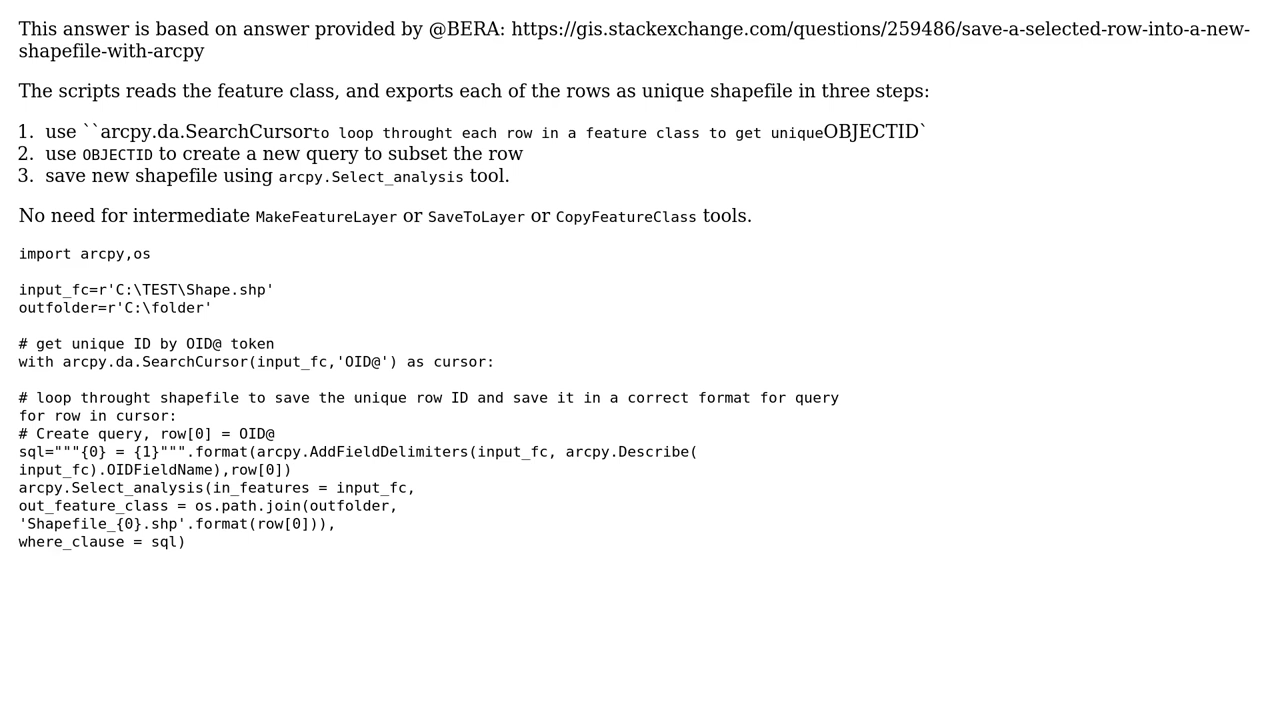 This answer is based on answer provided by @BERA: https://gis.stackexchange.com/questions/259486/save-a-selected-row-into-a-new-
shapefile-with-arcpy
The scripts reads the feature class, and exports each of the rows as unique shapefile in three steps:
1. use ``arcpy.da.SearchCursorto loop throught each row in a feature class to get uniqueOBJECTID`
2. use OBJECTID to create a new query to subset the row
3. save new shapefile using arcpy.Select_analysis tool.
No need for intermediate MakeFeatureLayer or SaveToLayer or CopyFeatureClass tools.
import arcpy,os
input_fc=r'C:\TEST\Shape.shp'
outfolder=r'C:\folder'
# get unique ID by OID@ token
with arcpy.da.SearchCursor(input_fc,'OID@') as cursor:
# loop throught shapefile to save the unique row ID and save it in a correct format for query
for row in cursor:
# Create query, row[0] = OID@
sql="""{0} = {1}""".format(arcpy.AddFieldDelimiters(input_fc, arcpy.Describe(
input_fc).OIDFieldName),row[0])
arcpy.Select_analysis(in_features = input_fc,
out_feature_class = os.path.join(outfolder,
'Shapefile_{0}.shp'.format(row[0])),
where_clause = sql)